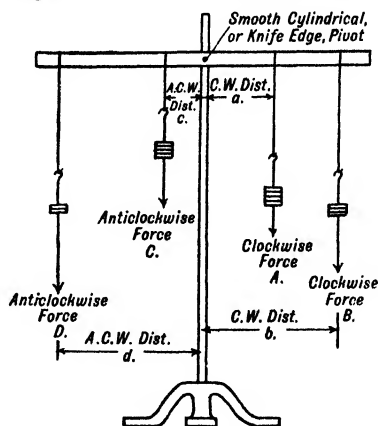 Smooth Cylindrical,
or Knife Edge, Pivot
A.C.W.
Dist.
c.
C.W. Dist.
a.
Anticlockwise
Force
C.
Clockwise
Force
A.
Clockwise
Force
B.
Anticlockwise
Force
D.
A.C.W. Dist.
d.
C.W. Dist.
b.